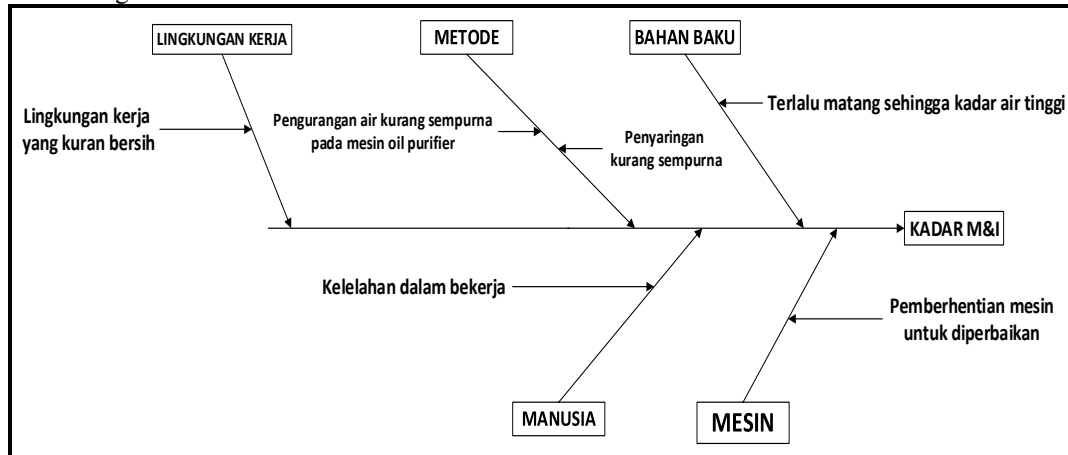 LINGKUNGAN KERJA
METODE
BAHAN BAKU
Lingkungan kerja
yang kuran bersih
Pengurangan air kurang sempurna
pada mesin oil purifier
Penyaringan
kurang sempurna
Terlalu matang sehingga kadar air tinggi
KADAR M&I
Kelelahan dalam bekerja
Pemberhentian mesin
untuk diperbaikan
MANUSIA
MESIN